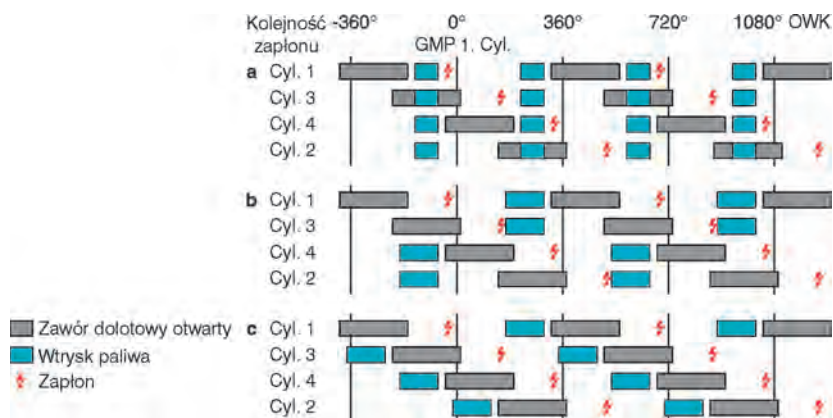 Kolejność -360° 0° 360° 720° 1080° OWK
zapłonu GMP 1. Cyl.
a Cyl. 1
Cyl. 3
Cyl. 4
Cyl. 2
b Cyl. 1
Cyl. 3
Cyl. 4
Cyl. 2
Zawór dolotowy otwarty c Cyl. 1
Wtrysk paliwa Cyl. 3
Zapłon Cyl. 4
Cyl. 2